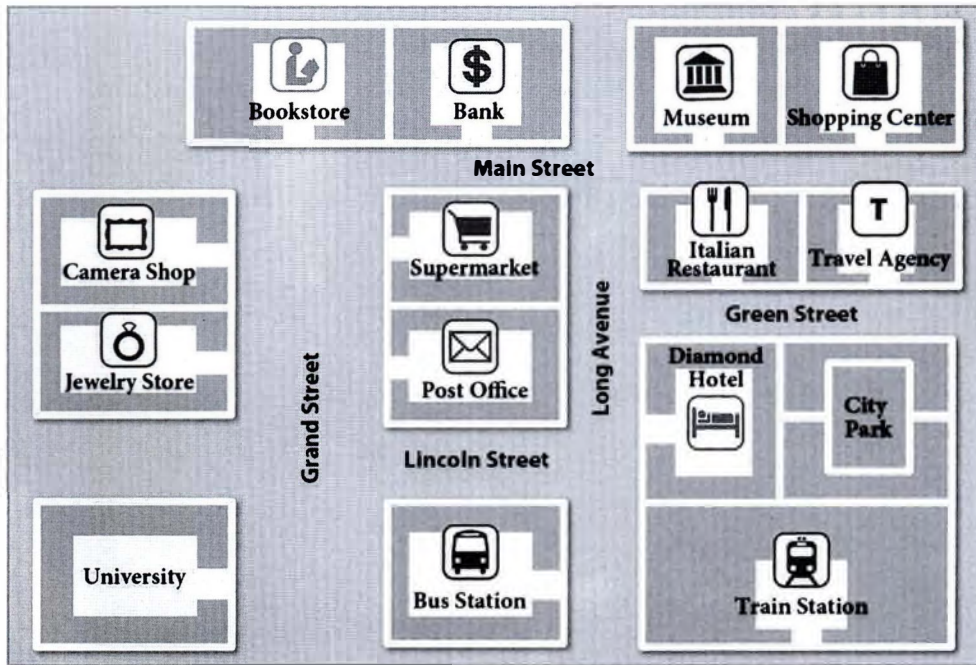 Bookstore
$
Bank
Museum
Shopping Center
Main Street
Camera Shop
Supermarket
Italian
Restaurant
T
Travel Agency
Green Street
Jewelry Store
Grand Street
Post Office
Long Avenue
Diamond
Hotel
City
Park
Lincoln Street
University
Bus Station
Train Station